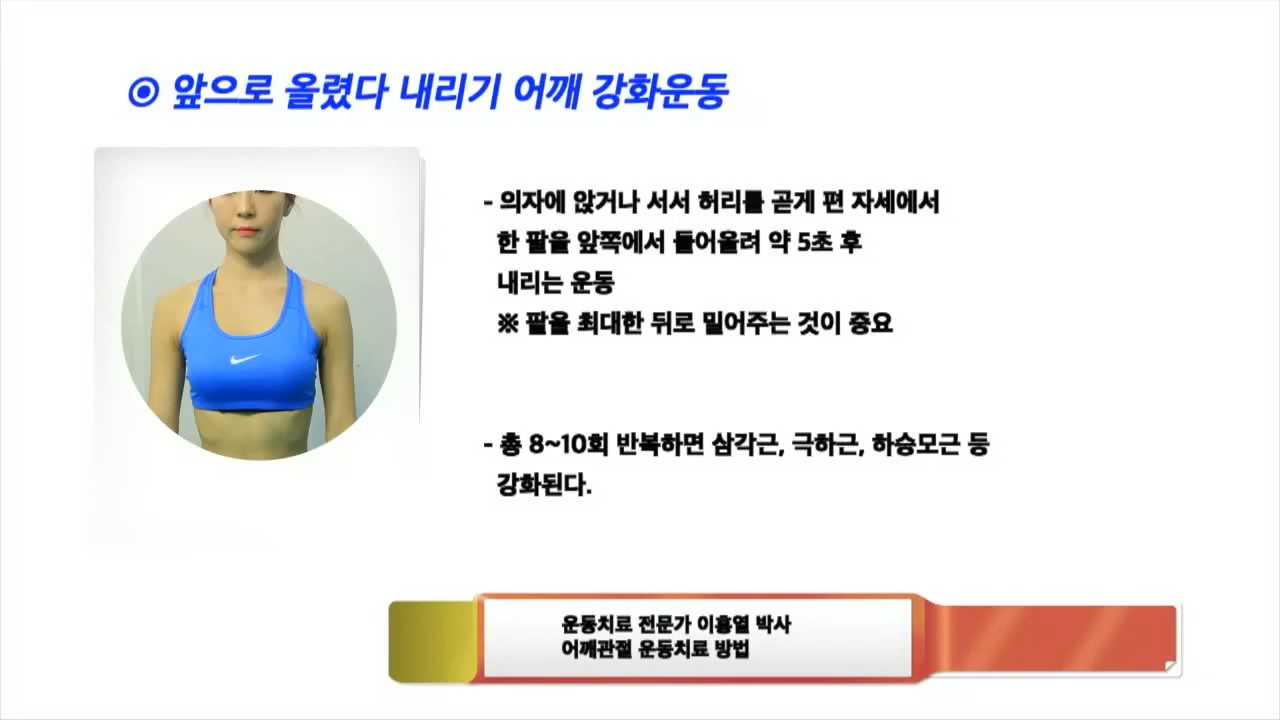 ◉ 앞으로 올렸다 내리기 어깨 강화운동
- 의자에 앉거나 서서 허리를 곧게 편 자세에서
한 팔을 앞쪽에서 들어올려 약 5초 후
내리는 운동
※ 팔을 최대한 뒤로 밀어주는 것이 중요
- 총 8~10회 반복하면 삼각근, 극하근, 하승모근 등
강화된다.
운동치료 전문가 이흉열 박사
어깨관절 운동치료 방법